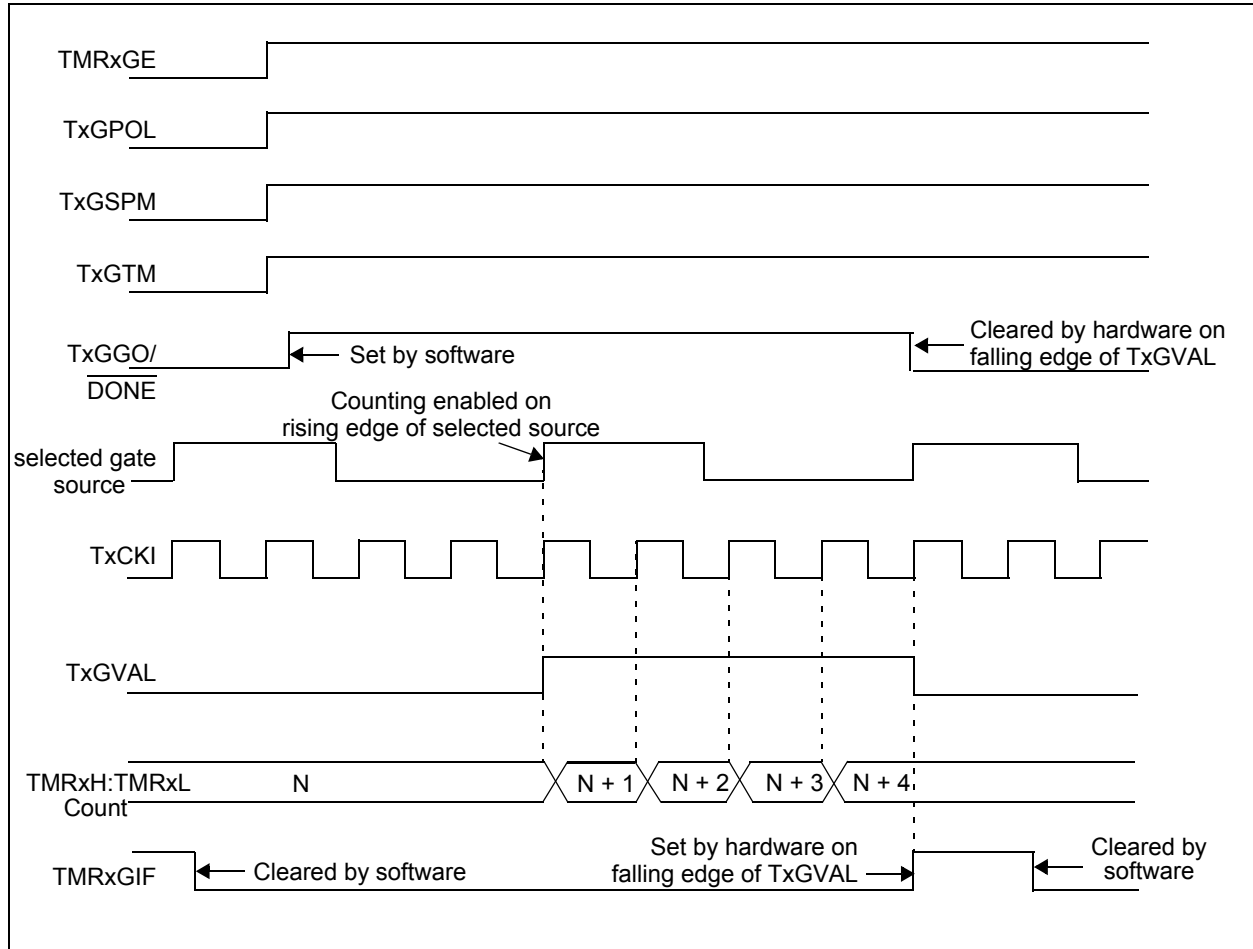 TMRxGE
TxGPOL
TxGSPM
TxGTM
TxGGO/
DONE
Set by software
Cleared by hardware on
falling edge of TxGVAL
Counting enabled on
rising edge of selected source
selected gate
source
TxCKI
TxGVAL
TMRxH:TMRxL
Count
N
N + 1
N + 2
N + 3
N + 4
TMRxGIF
Cleared by software
Set by hardware on
falling edge of TxGVAL
Cleared by
software